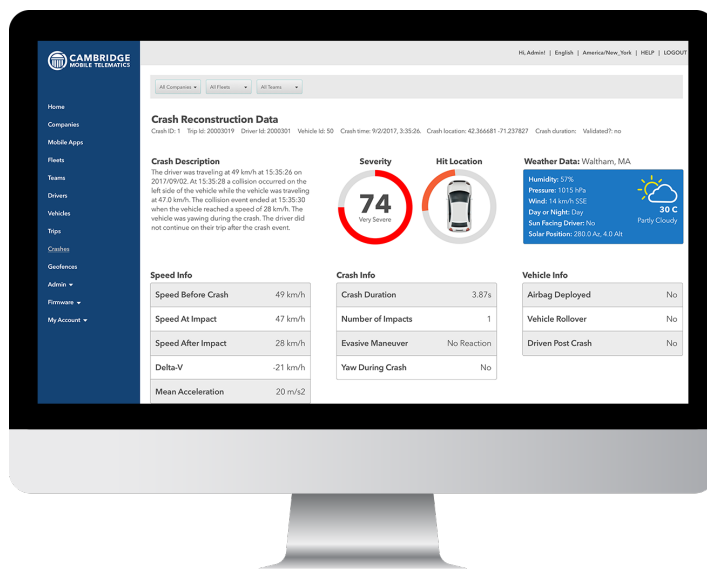 CAMBRIDGE
MOBILE TELEMATICS
Hi, Admin! | English | America/New_York | HELP | LOGOUT
All Companies
All Fleets
All Teams
Home
Companies
Mobile Apps
Fleets
Teams
Drivers
Vehicles
Trips
Crashes
Geofences
Admin
Firmware
My Account
Crash Reconstruction Data
Crash ID: 1 Trip Id: 20003019 Driver Id: 2000301 Vehicle Id: 50 Crash time: 9/2/2017, 3:35:26. Crash location: 42.366681 -71.237827 Crash duration: Validated?: no
Crash Description
The driver was traveling at 49 km/h at 15:35:26 on
2017/09/02. At 15:35:28 a collision occurred on the
left side of the vehicle while the vehicle was traveling
at 47.0 km/h. The collision event ended at 15:35:30
when the vehicle reached a speed of 28 km/h. The
vehicle was yawing during the crash. The driver did
not continue on their trip after the crash event.
Severity
74
Very Severe
Hit Location
Weather Data: Waltham, MA
Humidity: 57%
Pressure: 1015 hpa
Wind: 14 km/h SSE
Day or Night: Day
Sun Facing Driver: No
Solar Position: 280.0 Az, 4.0 Alt
30 C
Partly Cloudy
Speed Info
Speed Before Crash 49 km/h
Speed At Impact 47 km/h
Speed After Impact 28 km/h
Delta-V -21 km/h
Mean Acceleration 20 m/s2
Crash Info
Crash Duration 3.87s
Number of Impacts 1
Evasive Maneuver No Reaction
Yaw During Crash No
Vehicle Info
Airbag Deployed No
Vehicle Rollover No
Driven Post Crash No